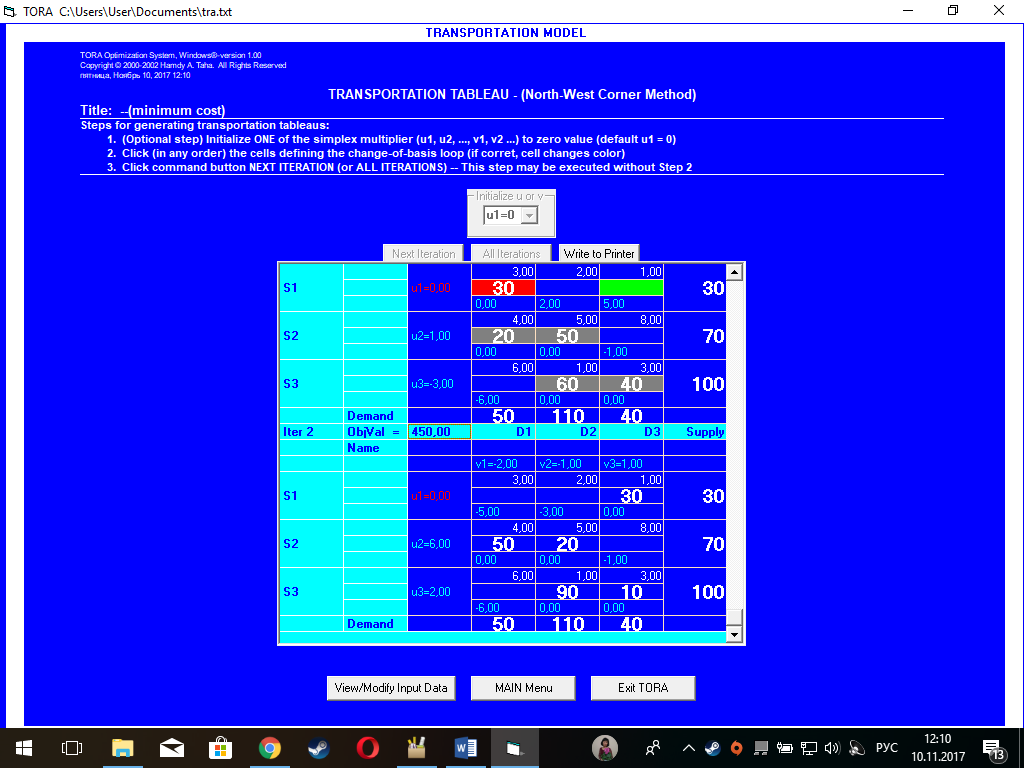 TORA C:\Users\User\Documents\tra.txt
TRANSPORTATION MODEL
TORA Optimization System, Windows®-version 1.00
Copyright © 2000-2002 Hamdy A. Taha. All Rights Reserved
пятница, Ноябрь 10, 2017 12:10
TRANSPORTATION TABLEAU - (North-West Corner Method)
Title: --(minimum cost)
Steps for generating transportation tableaus:
1. (Optional step) Initialize ONE of the simplex multiplier (u1, u2, ..., v1, v2 ...) to zero value (default u1 = 0)
2. Click (in any order) the cells defining the change-of-basis loop (if corret, cell changes color)
3. Click command button NEXT ITERATION (or ALL ITERATIONS) -- This step may be executed without Step 2
Initialize u or v
u1=0
Next Iteration All Iterations Write to Printer
3,00 2,00 1,00
S1 u1=0,00 30 30
0,00 2,00 5,00
4,00 5,00 8,00
S2 u2=1,00 20 50 70
0,00 0,00 -1,00
6,00 1,00 3,00
S3 u3=-3,00 60 40 100
-6,00 0,00 0,00
Demand 50 110 40
Iter 2 ObjVal = 450,00 D1 D2 D3 Supply
Name
v1=-2,00 v2=-1,00 v3=1,00
3,00 2,00 1,00
S1 u1=0,00 30 30
-5,00 -3,00 0,00
4,00 5,00 8,00
S2 u2=6,00 50 20 70
0,00 0,00 -1,00
6,00 1,00 3,00
S3 u3=2,00 90 10 100
-6,00 0,00 0,00
Demand 50 110 40
View/Modify Input Data MAIN Menu Exit TORA
РУС 12:10
10.11.2017 13